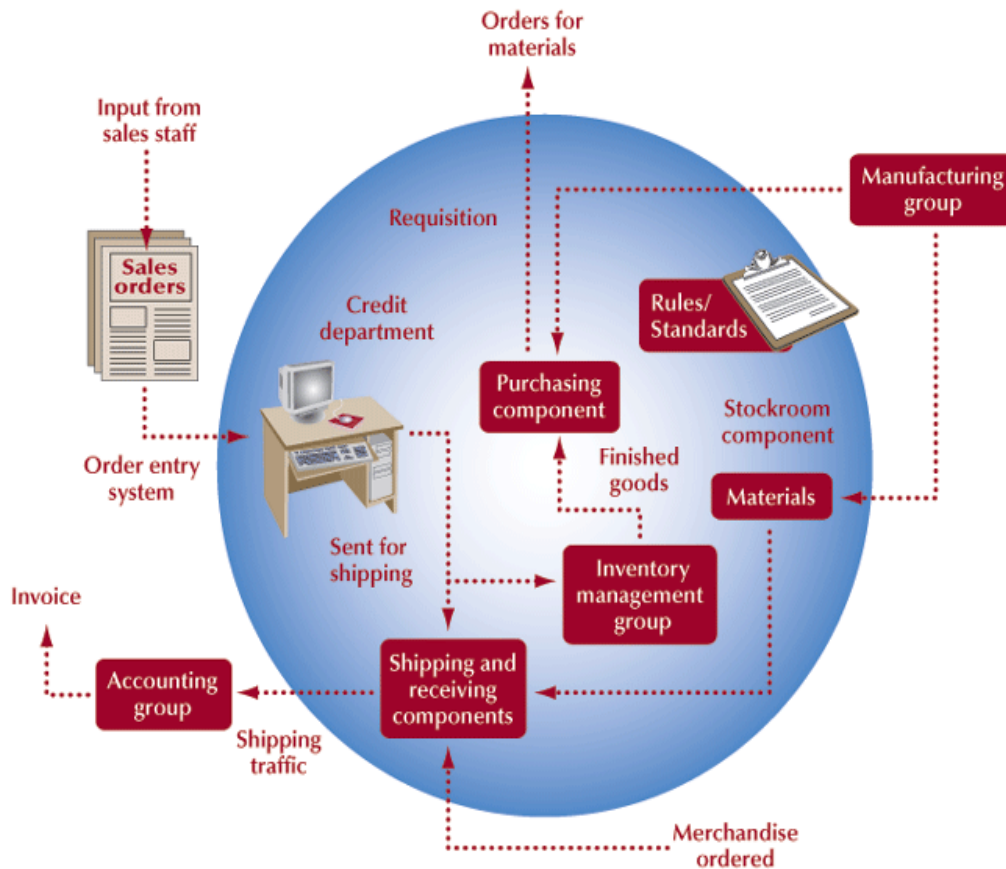 Orders for
materials
Input from
sales staff
Manufacturing
group
Requisition
Sales
orders
Rules/
Standards
Credit
department
Purchasing
component
Stockroom
component
Order entry
system
Finished
goods
Materials
Sent for
shipping
Inventory
management
group
Invoice
Accounting
group
Shipping and
receiving
components
Shipping
traffic
Merchandise
ordered